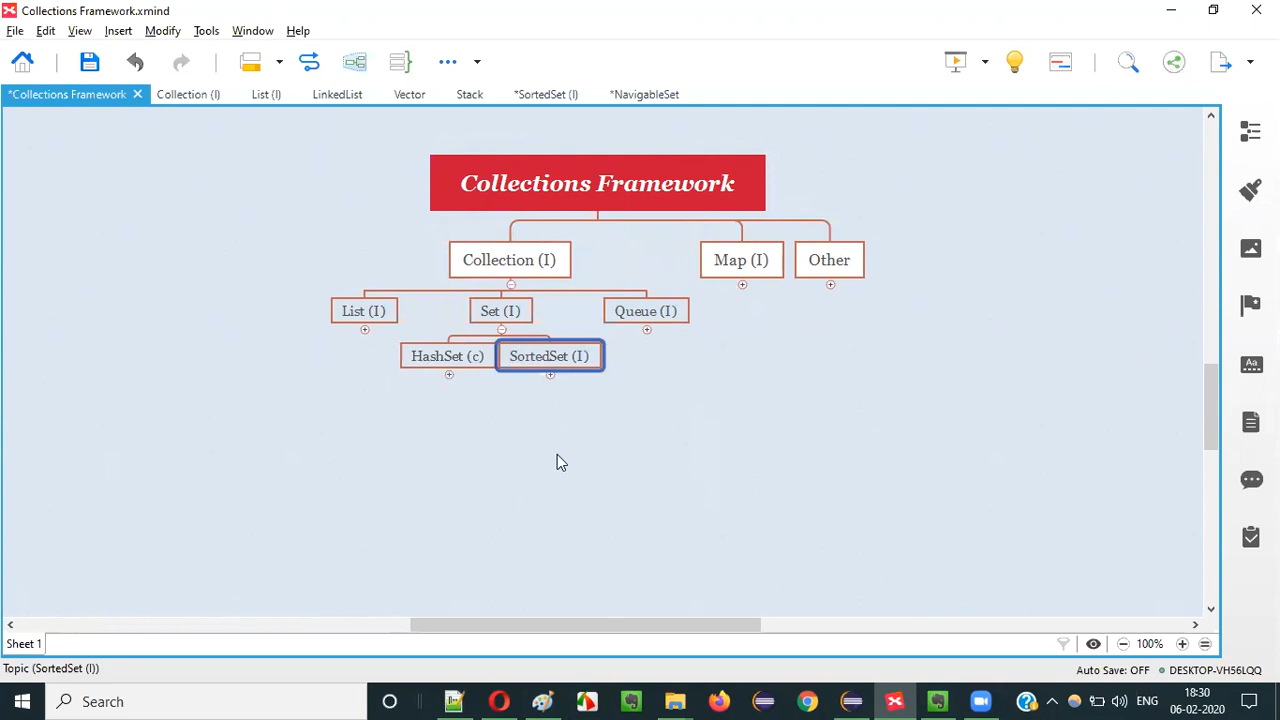 Collections Framework.xmind
File Edit View Insert Modify Tools Window Help
*Collections Framework Collection (I) List (I) LinkedList Vector Stack *SortedSet (I) *NavigableSet
Collections Framework
Collection (I) Map (I) Other
List (I) Set (I) Queue (I)
HashSet (c) SortedSet (I)
Sheet 1 100%
Topic (SortedSet (I))
Auto Save: OFF DESKTOP-VH56LQQ
Search
ENG
18:30
06-02-2020